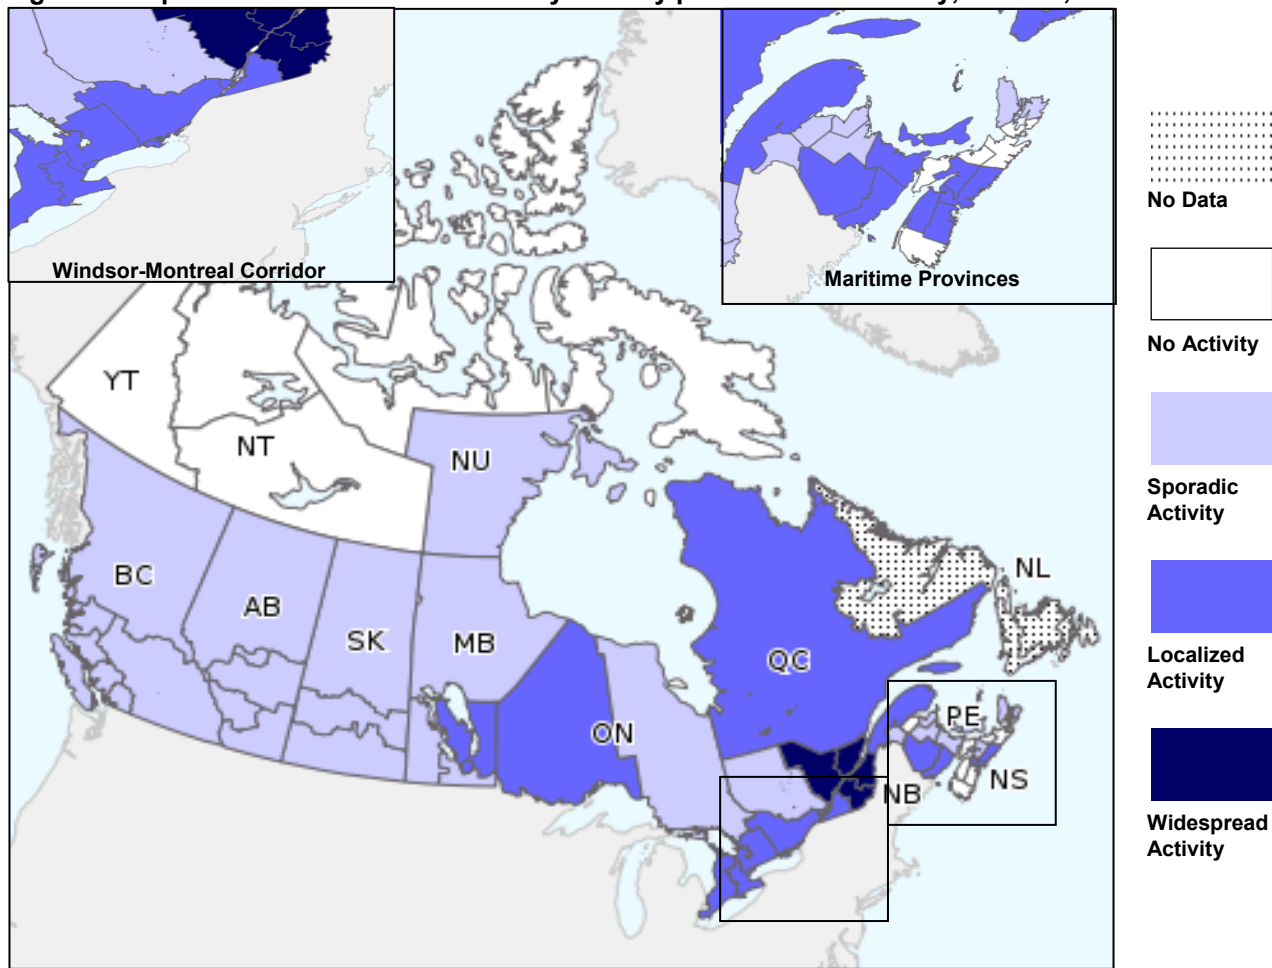 Windsor-Montreal Corridor
Maritime Provinces
No Data
No Activity
Sporadic
Activity
Localized
Activity
Widespread
Activity
YT
NT
NU
BC
AB
SK
MB
ON
QC
NL
PE
NB
NS